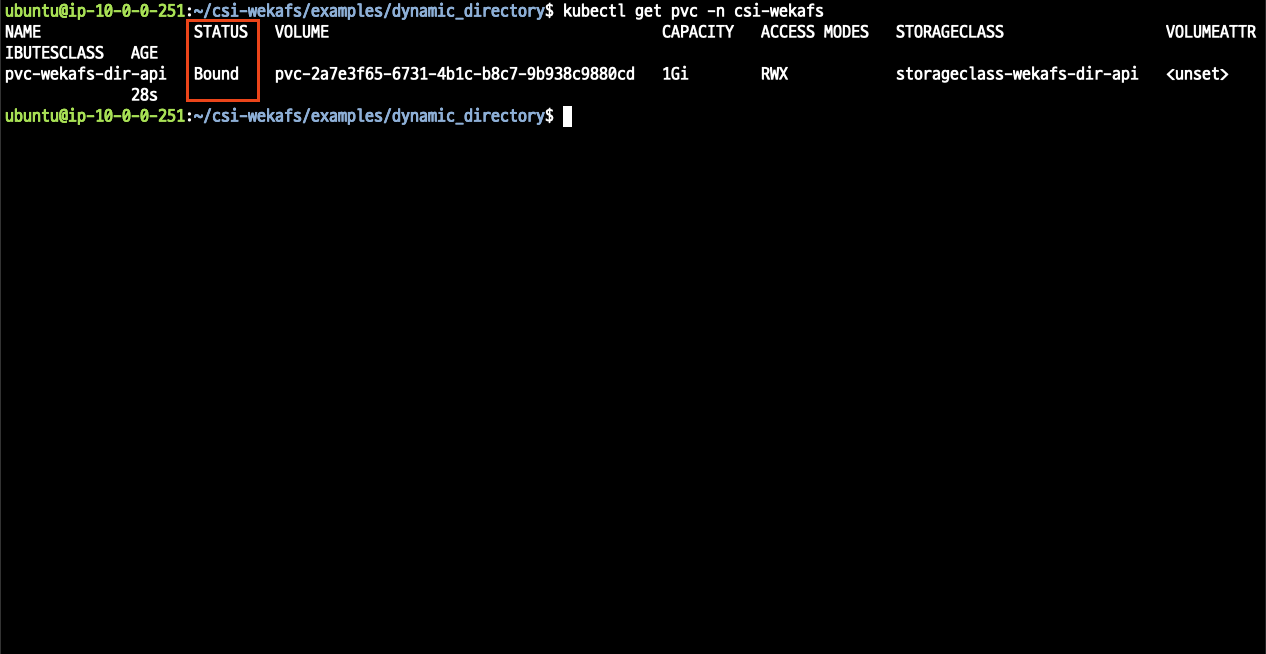 ubuntu@ip-10-0-0-251:~/csi-wekafs/examples/dynamic_directory$ kubectl get pvc -n csi-wekafs
NAME              STATUS   VOLUME                                     CAPACITY   ACCESS MODES   STORAGECLASS                  VOLUMEATTR
IBUTESCLASS   AGE
pvc-wekafs-dir-api   Bound    pvc-2a7e3f65-6731-4b1c-b8c7-9b938c9880cd   1Gi        RWX            storageclass-wekafs-dir-api   <unset>
              28s
ubuntu@ip-10-0-0-251:~/csi-wekafs/examples/dynamic_directory$